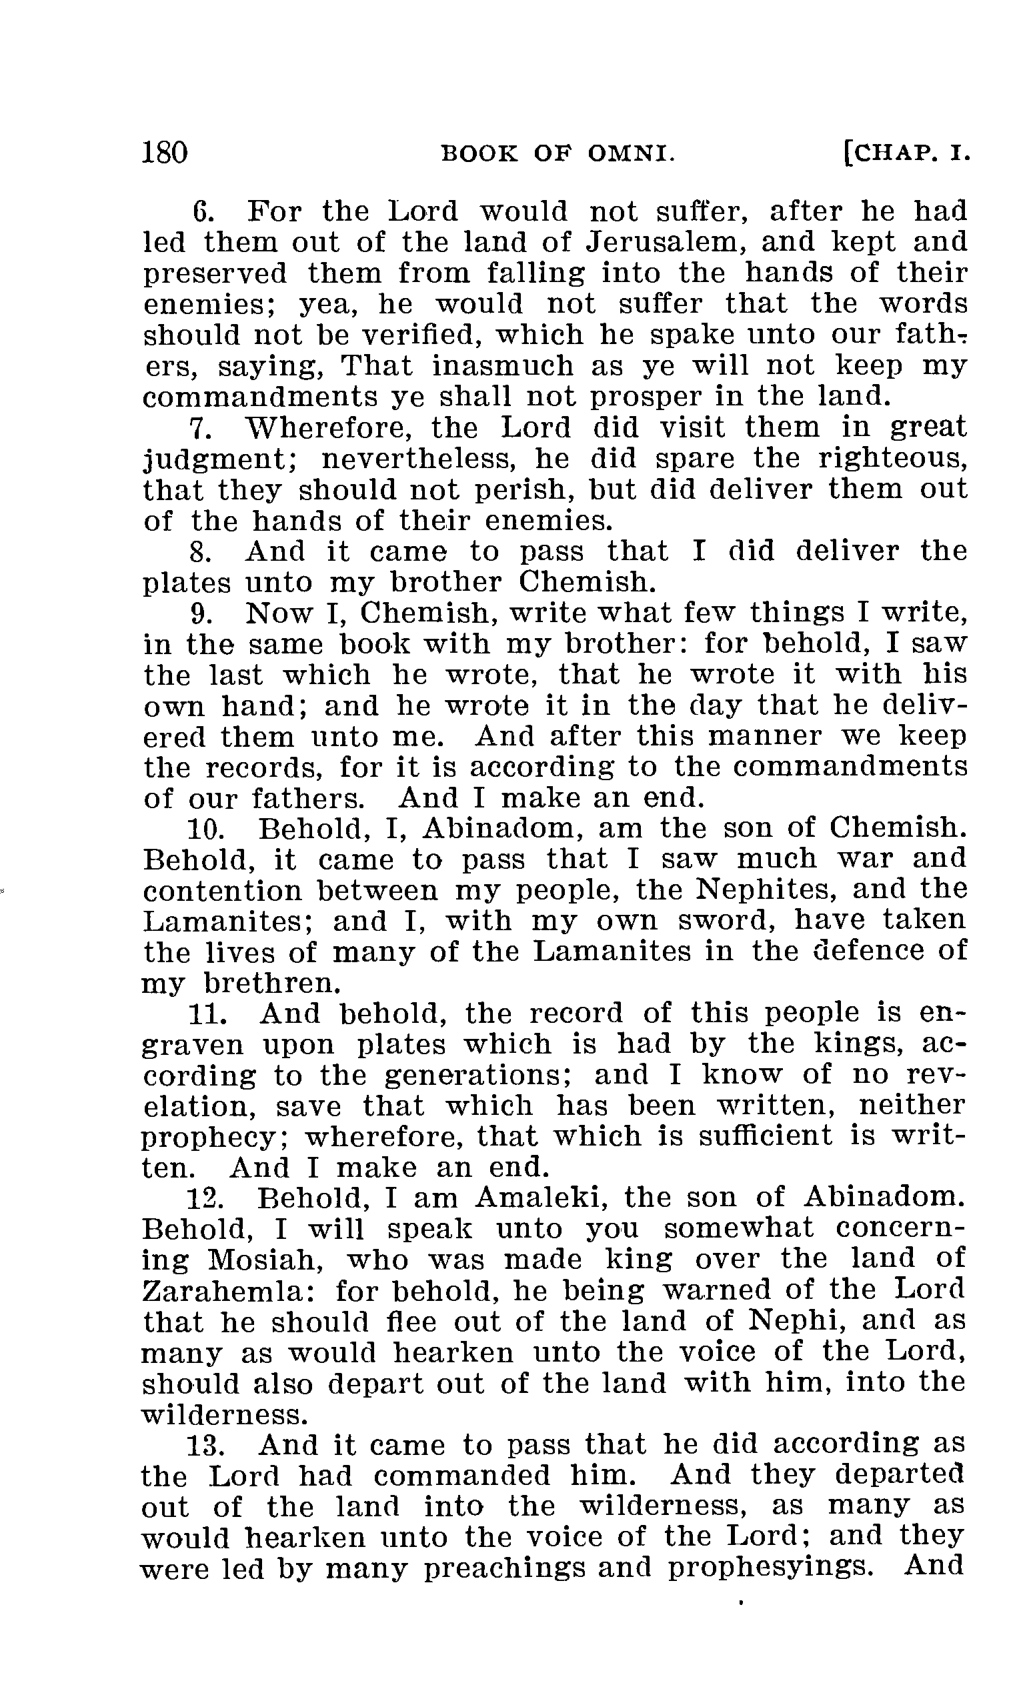 180 BOOK OF OMNI. [CHAP. I.
6. For the Lord would not suffer, after he had
led them out of the land of Jerusalem, and kept and
preserved them from falling into the hands of their
enemies; yea, he would not suffer that the words
should not be verified, which he spake unto our fath-
ers, saying, That inasmuch as ye will not keep my
commandments ye shall not prosper in the land.
7. Wherefore, the Lord did visit them in great
judgment; nevertheless, he did spare the righteous,
that they should not perish, but did deliver them out
of the hands of their enemies.
8. And it came to pass that I did deliver the
plates unto my brother Chemish.
9. Now I, Chemish, write what few things I write,
in the same book with my brother: for behold, I saw
the last which he wrote, that he wrote it with his
own hand; and he wrote it in the day that he deliv-
ered them unto me. And after this manner we keep
the records, for it is according to the commandments
of our fathers. And I make an end.
10. Behold, I, Abinadom, am the son of Chemish.
Behold, it came to pass that I saw much war and
contention between my people, the Nephites, and the
Lamanites; and I, with my own sword, have taken
the lives of many of the Lamanites in the defence of
my brethren.
11. And behold, the record of this people is en-
graven upon plates which is had by the kings, ac-
cording to the generations; and I know of no rev-
elation, save that which has been written, neither
prophecy; wherefore, that which is sufficient is writ-
ten. And I make an end.
12. Behold, I am Amaleki, the son of Abinadom.
Behold, I will speak unto you somewhat concern-
ing Mosiah, who was made king over the land of
Zarahemla: for behold, he being warned of the Lord
that he should flee out of the land of Nephi, and as
many as would hearken unto the voice of the Lord,
should also depart out of the land with him, into the
wilderness.
13. And it came to pass that he did according as
the Lord had commanded him. And they departed
out of the land into the wilderness, as many as
would hearken unto the voice of the Lord; and they
were led by many preachings and prophesyings. And